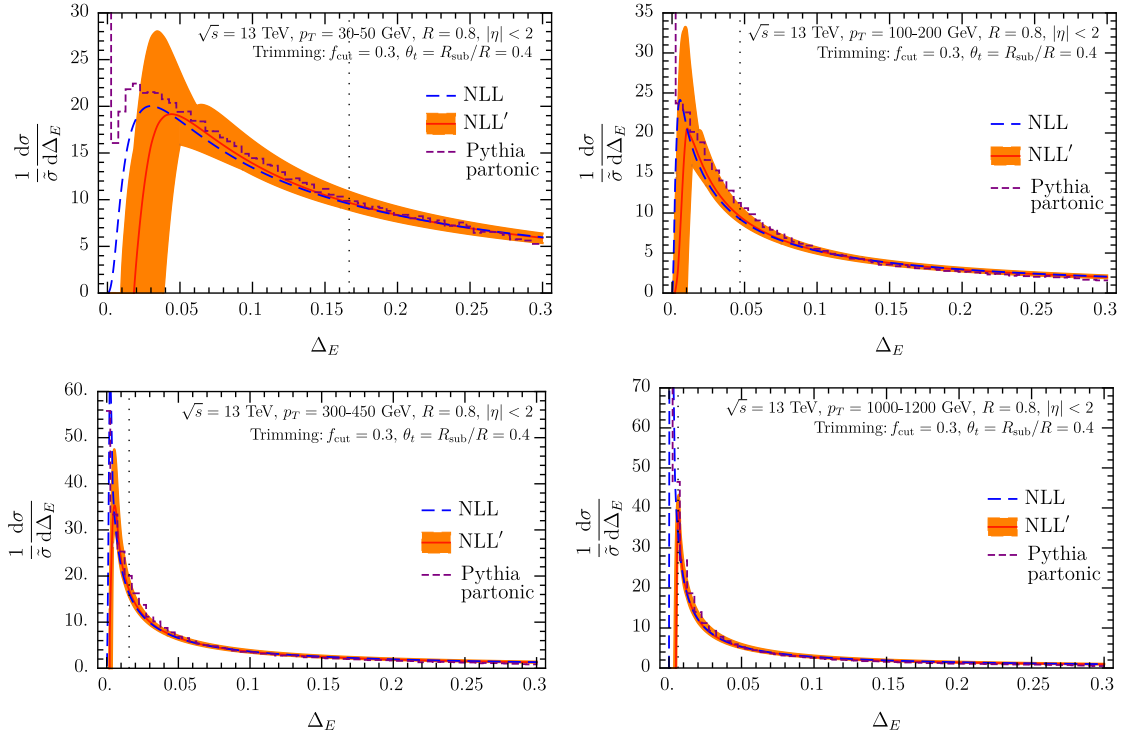 √s = 13 TeV, p_T = 30-50 GeV, R = 0.8, |η| < 2
Trimming: f_cut = 0.3, θ_t = R_sub/R = 0.4
NLL
NLL′
Pythia
partonic
1/σ̃ dσ/dΔ_E
30
25
20
15
10
5
0
0. 0.05 0.1 0.15 0.2 0.25 0.3
Δ_E
√s = 13 TeV, p_T = 100-200 GeV, R = 0.8, |η| < 2
Trimming: f_cut = 0.3, θ_t = R_sub/R = 0.4
NLL
NLL′
Pythia
partonic
1/σ̃ dσ/dΔ_E
35
30
25
20
15
10
5
0
0. 0.05 0.1 0.15 0.2 0.25 0.3
Δ_E
√s = 13 TeV, p_T = 300-450 GeV, R = 0.8, |η| < 2
Trimming: f_cut = 0.3, θ_t = R_sub/R = 0.4
NLL
NLL′
Pythia
partonic
1/σ̃ dσ/dΔ_E
60.
50.
40.
30.
20.
10.
0.
0. 0.05 0.1 0.15 0.2 0.25 0.3
Δ_E
√s = 13 TeV, p_T = 1000-1200 GeV, R = 0.8, |η| < 2
Trimming: f_cut = 0.3, θ_t = R_sub/R = 0.4
NLL
NLL′
Pythia
partonic
1/σ̃ dσ/dΔ_E
70
60
50
40
30
20
10
0
0. 0.05 0.1 0.15 0.2 0.25 0.3
Δ_E